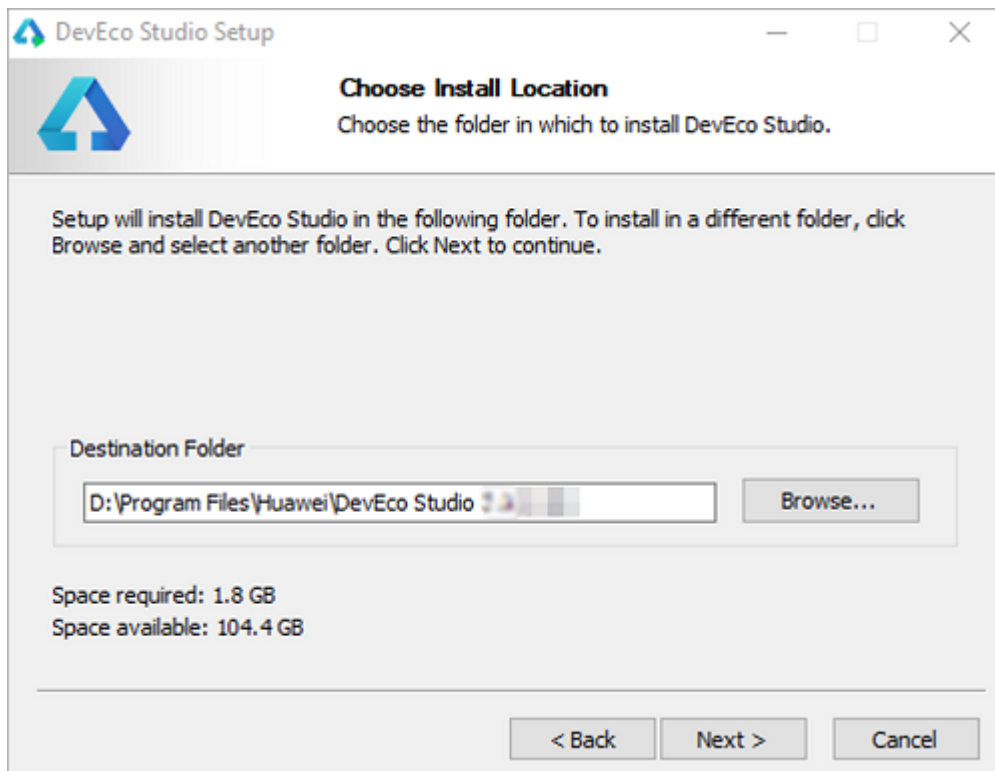 DevEco Studio Setup
Choose Install Location
Choose the folder in which to install DevEco Studio.
Setup will install DevEco Studio in the following folder. To install in a different folder, click
Browse and select another folder. Click Next to continue.
Destination Folder
D:\Program Files\Huawei\DevEco Studio
Browse...
Space required: 1.8 GB
Space available: 104.4 GB
< Back
Next >
Cancel